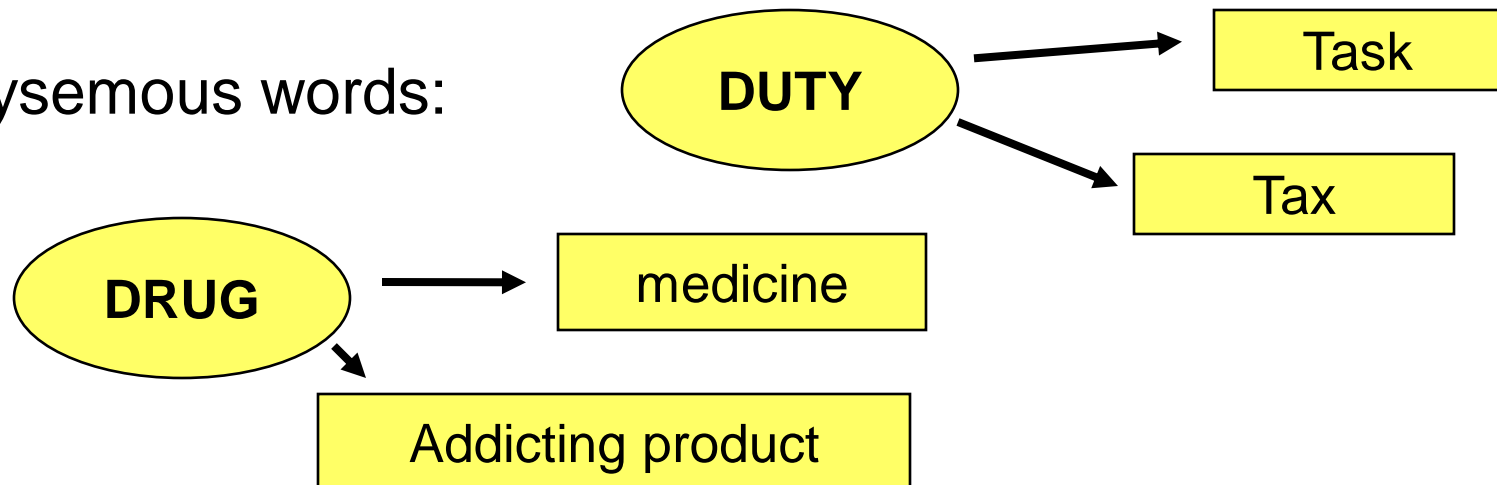 ysemous words:
DUTY
Task
Tax
DRUG
medicine
Addicting product